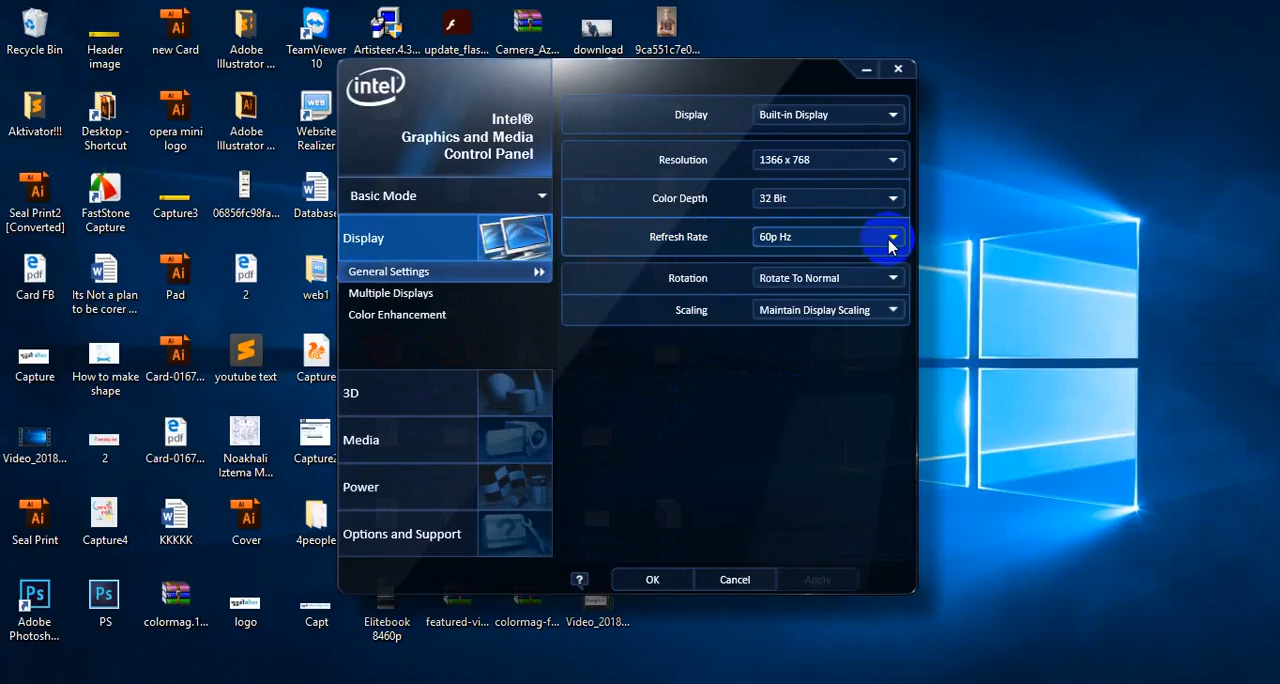 Recycle Bin
Header
image
new Card
Adobe
Illustrator ...
TeamViewer
10
Artisteer.4.3...
update_flas...
Camera_Az...
download
9ca551c7e0...
Aktivator!!!
Desktop -
Shortcut
opera mini
logo
Adobe
Illustrator ...
Website
Realizer
Seal Print2
[Converted]
FastStone
Capture
Capture3
06856fc98fa...
Databas
Card FB
Its Not a plan
to be corer ...
Pad
2
web1
Capture
How to make
shape
Card-0167...
youtube text
Capture
Video_2018...
2
Card-0167...
Noakhali
Iztema M...
Capture2
Seal Print
Capture4
KKKKK
Cover
4people
Adobe
Photosh...
PS
colormag.1...
logo
Capt
Elitebook
8460p
featured-vi...
colormag-f...
Video_2018...
intel
Intel®
Graphics and Media
Control Panel
Basic Mode
Display
General Settings
Multiple Displays
Color Enhancement
3D
Media
Power
Options and Support
Display Built-in Display
Resolution 1366 x 768
Color Depth 32 Bit
Refresh Rate 60p Hz
Rotation Rotate To Normal
Scaling Maintain Display Scaling
? OK Cancel Apply